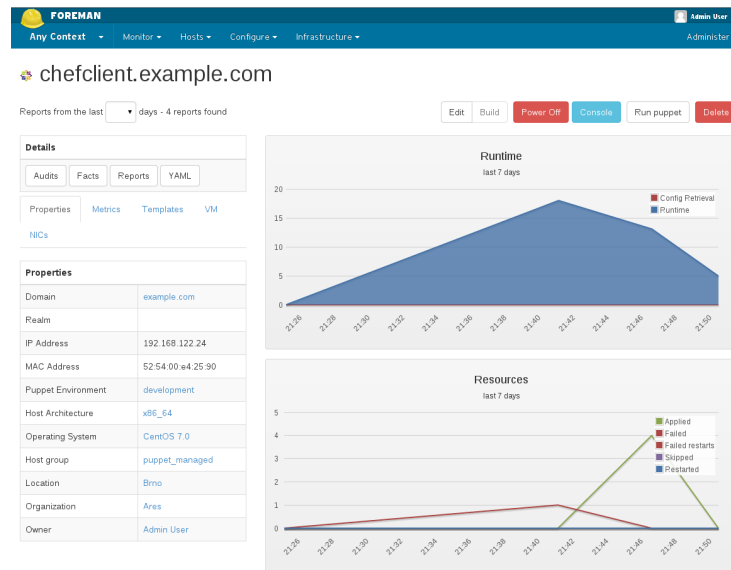 FOREMAN
Admin User
Any Context Monitor Hosts Configure Infrastructure Administer
chefclient.example.com
Reports from the last days - 4 reports found
Edit Build Power Off Console Run puppet Delete
Details
Audits Facts Reports YAML
Properties Metrics Templates VM
NICs
Properties
Domain example.com
Realm
IP Address 192.168.122.24
MAC Address 52:54:00:e4:25:90
Puppet Environment development
Host Architecture x86_64
Operating System CentOS 7.0
Host group puppet_managed
Location Brno
Organization Ares
Owner Admin User
Runtime
last 7 days
Config Retrieval
Runtime
20
15
10
5
0
21:26 21:28 21:30 21:32 21:34 21:36 21:38 21:40 21:42 21:44 21:46 21:48 21:50
Resources
last 7 days
Applied
Failed
Failed restarts
Skipped
Restarted
5
4
3
2
1
0
21:26 21:28 21:30 21:32 21:34 21:36 21:38 21:40 21:42 21:44 21:46 21:48 21:50